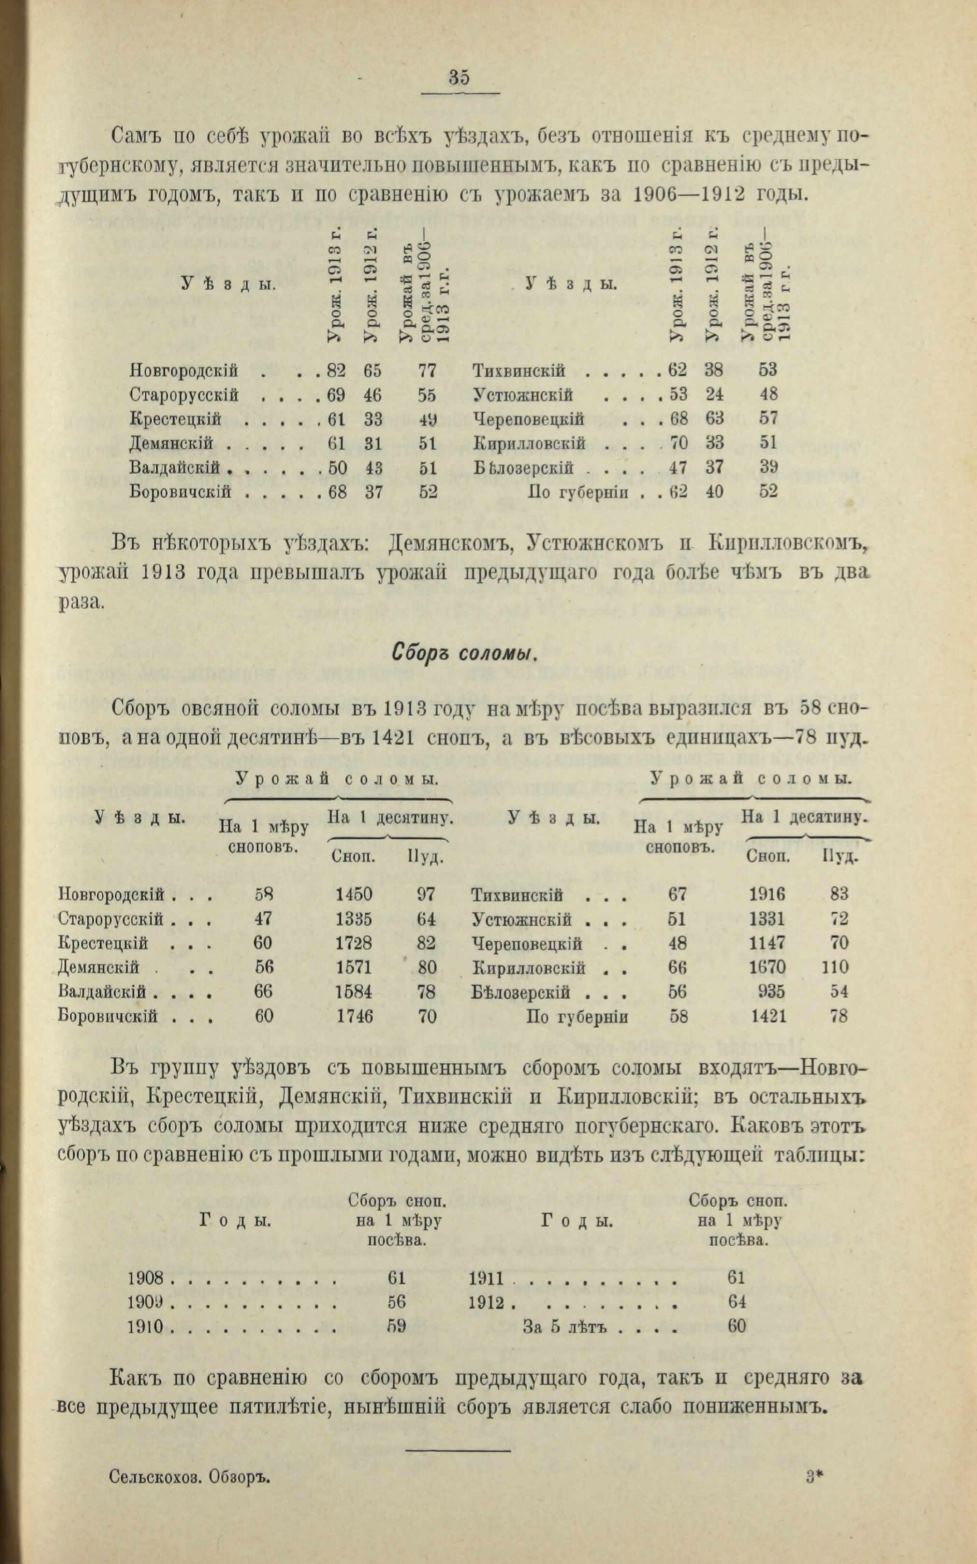 35
Самъ по себѣ урожай во всѣхъ уѣздахъ, безъ отношенія къ среднему по-
губернскому, является значительно повышеннымъ, какъ по сравненію съ преды-
дущимъ годомъ, такъ и по сравненію съ урожаемъ за 1906—1912 годы.
Уѣзды. Урож. 1913 г. Урож. 1912 г. Урожай въ сред. за 1906—1913 г.г. Уѣзды. Урож. 1913 г. Урож. 1912 г. Урожай въ сред. за 1906—1913 г.г.
Новгородскій . . . 82 65 77 Тихвинскій . . . . . 62 38 53
Старорусскій . . . . 69 46 55 Устюжнскій . . . . 53 24 48
Крестецкій . . . . . 61 33 49 Череповецкій . . . 68 63 57
Демянскій . . . . . 61 31 51 Кирилловскій . . . . 70 33 51
Валдайскій . . . . . . 50 43 51 Бѣлозерскій . . . . 47 37 39
Боровичскій . . . . . 68 37 52 По губерніи . . 62 40 52
Въ нѣкоторыхъ уѣздахъ: Демянскомъ, Устюжнскомъ и Кирилловскомъ,
урожай 1913 года превышалъ урожай предыдущаго года болѣе чѣмъ въ два
раза.
Сборъ соломы.
Сборъ овсяной соломы въ 1913 году на мѣру посѣва выразился въ 58 сно-
повъ, а на одной десятинѣ—въ 1421 снопъ, а въ вѣсовыхъ единицахъ—78 пуд.
Урожай соломы. Урожай соломы.
Уѣзды. На 1 мѣру На 1 десятину. Уѣзды. На 1 мѣру На 1 десятину.
сноповъ. Сноп. Пуд. сноповъ. Сноп. Пуд.
Новгородскій . . . 58 1450 97 Тихвинскій . . . 67 1916 83
Старорусскій . . . 47 1335 64 Устюжнскій . . . 51 1331 72
Крестецкій . . . 60 1728 82 Череповецкій . . 48 1147 70
Демянскій . . . 56 1571 80 Кирилловскій . . 66 1670 110
Валдайскій . . . . 66 1584 78 Бѣлозерскій . . . 56 935 54
Боровичскій . . . 60 1746 70 По губерніи 58 1421 78
Въ группу уѣздовъ съ повышеннымъ сборомъ соломы входятъ—Новго-
родскій, Крестецкій, Демянскій, Тихвинскій и Кирилловскій; въ остальныхъ
уѣздахъ сборъ соломы приходится ниже средняго погубернскаго. Каковъ этотъ
сборъ по сравненію съ прошлыми годами, можно видѣть изъ слѣдующей таблицы:
Сборъ сноп. Сборъ сноп.
Годы. на 1 мѣру Годы. на 1 мѣру
посѣва. посѣва.
1908 . . . . . . . . . . 61 1911 . . . . . . . . . . 61
1909 . . . . . . . . . . 56 1912 . . . . . . . . . 64
1910 . . . . . . . . . . 59 За 5 лѣтъ . . . . 60
Какъ по сравненію со сборомъ предыдущаго года, такъ и средняго за
все предыдущее пятилѣтіе, нынѣшній сборъ является слабо пониженнымъ.
Сельскохоз. Обзоръ. 3*